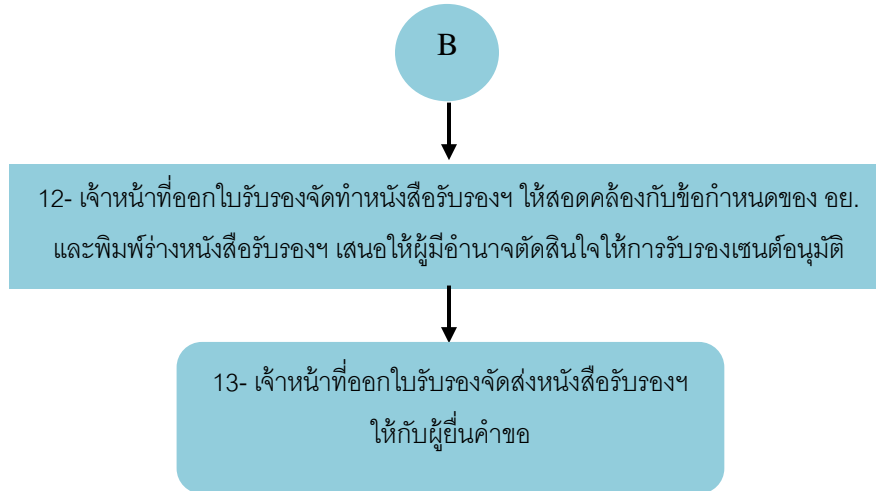 B
12- เจ้าหน้าที่ออกใบรับรองจัดทำหนังสือรับรองฯ ให้สอดคล้องกับข้อกำหนดของ อย.
และพิมพ์ร่างหนังสือรับรองฯ เสนอให้ผู้มีอำนาจตัดสินใจให้การรับรองเซนต์อนุมัติ
13- เจ้าหน้าที่ออกใบรับรองจัดส่งหนังสือรับรองฯ
ให้กับผู้ยื่นคำขอ